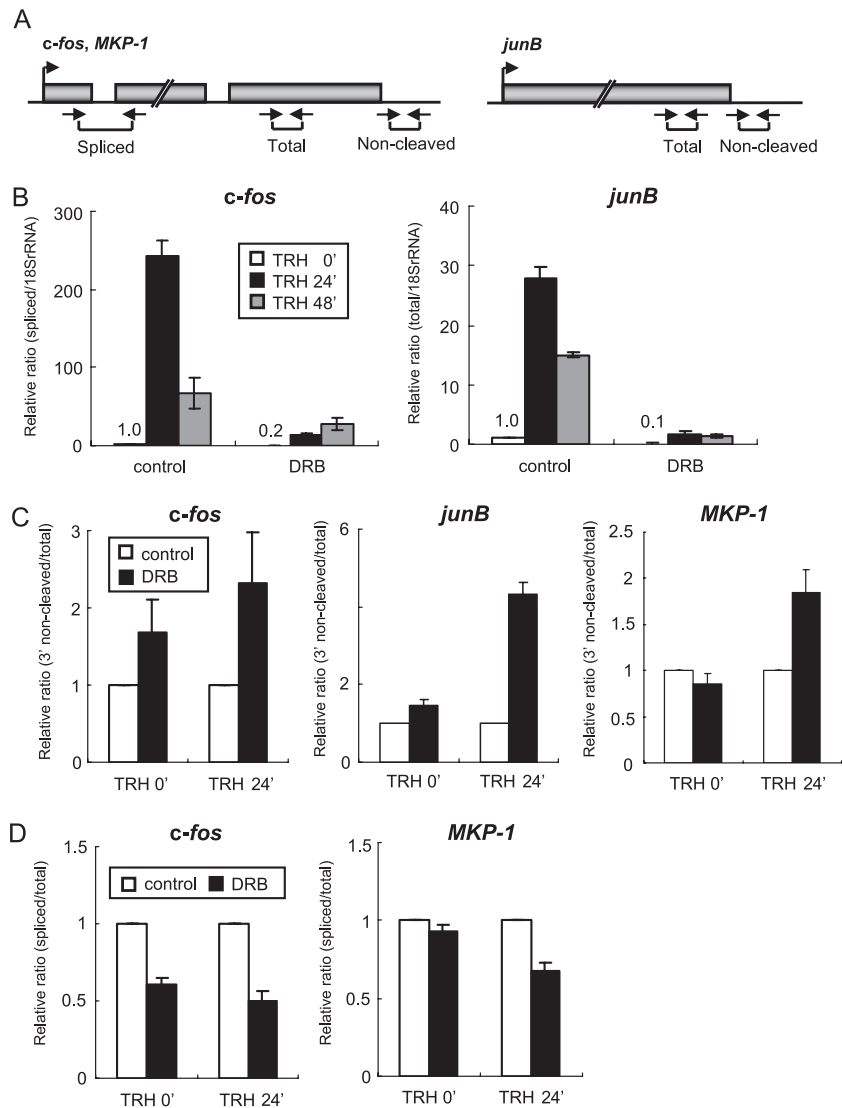 A
c-fos, MKP-1
junB
Spliced
Total
Non-cleaved
Total
Non-cleaved
B
c-fos
Relative ratio (spliced/18SrRNA)
300
200
100
0
TRH 0'
TRH 24'
TRH 48'
1.0
0.2
control
DRB
junB
Relative ratio (total/18SrRNA)
40
30
20
10
0
1.0
0.1
control
DRB
C
c-fos
Relative ratio (3' non-cleaved/total)
3
2
1
0
control
DRB
TRH 0'
TRH 24'
junB
Relative ratio (3' non-cleaved/total)
6
4
2
0
TRH 0'
TRH 24'
MKP-1
Relative ratio (3' non-cleaved/total)
2.5
2
1.5
1
0.5
0
TRH 0'
TRH 24'
D
c-fos
Relative ratio (spliced/total)
1.5
1
0.5
0
control
DRB
TRH 0'
TRH 24'
MKP-1
Relative ratio (spliced/total)
1.5
1
0.5
0
TRH 0'
TRH 24'